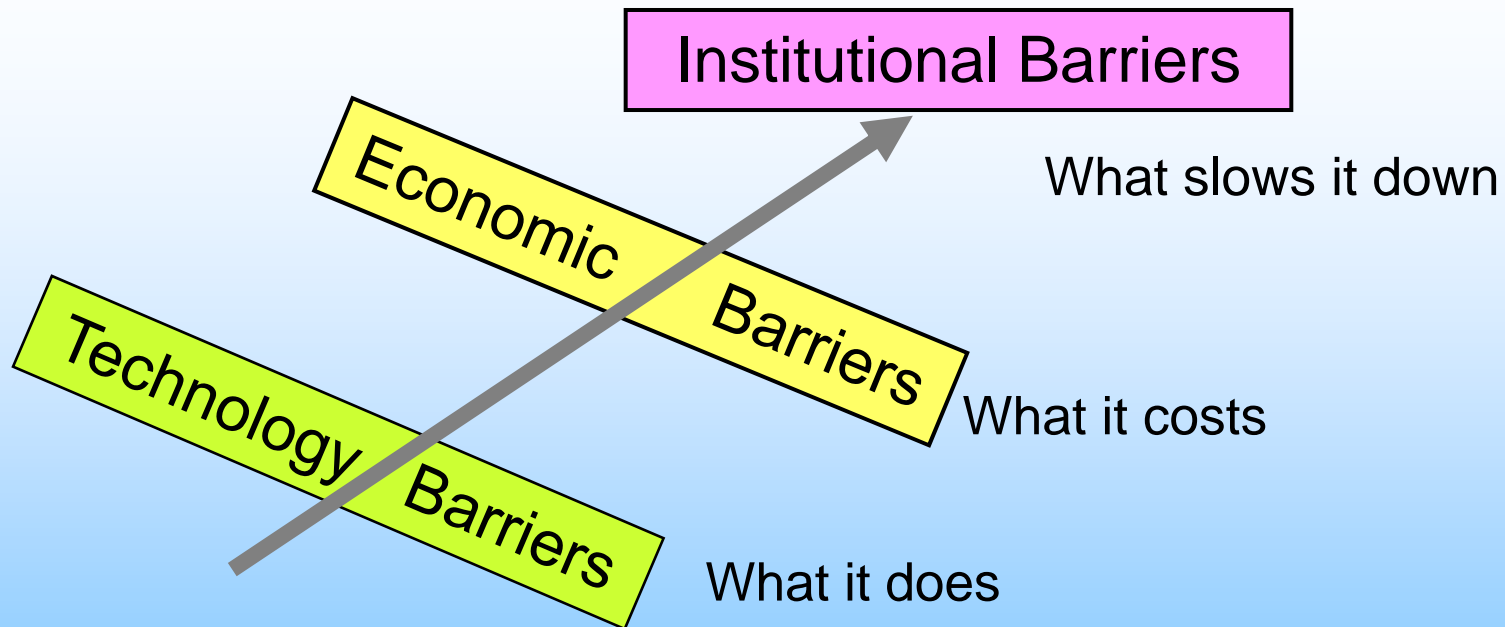 Institutional Barriers
What slows it down
Economic Barriers
What it costs
Technology Barriers
What it does